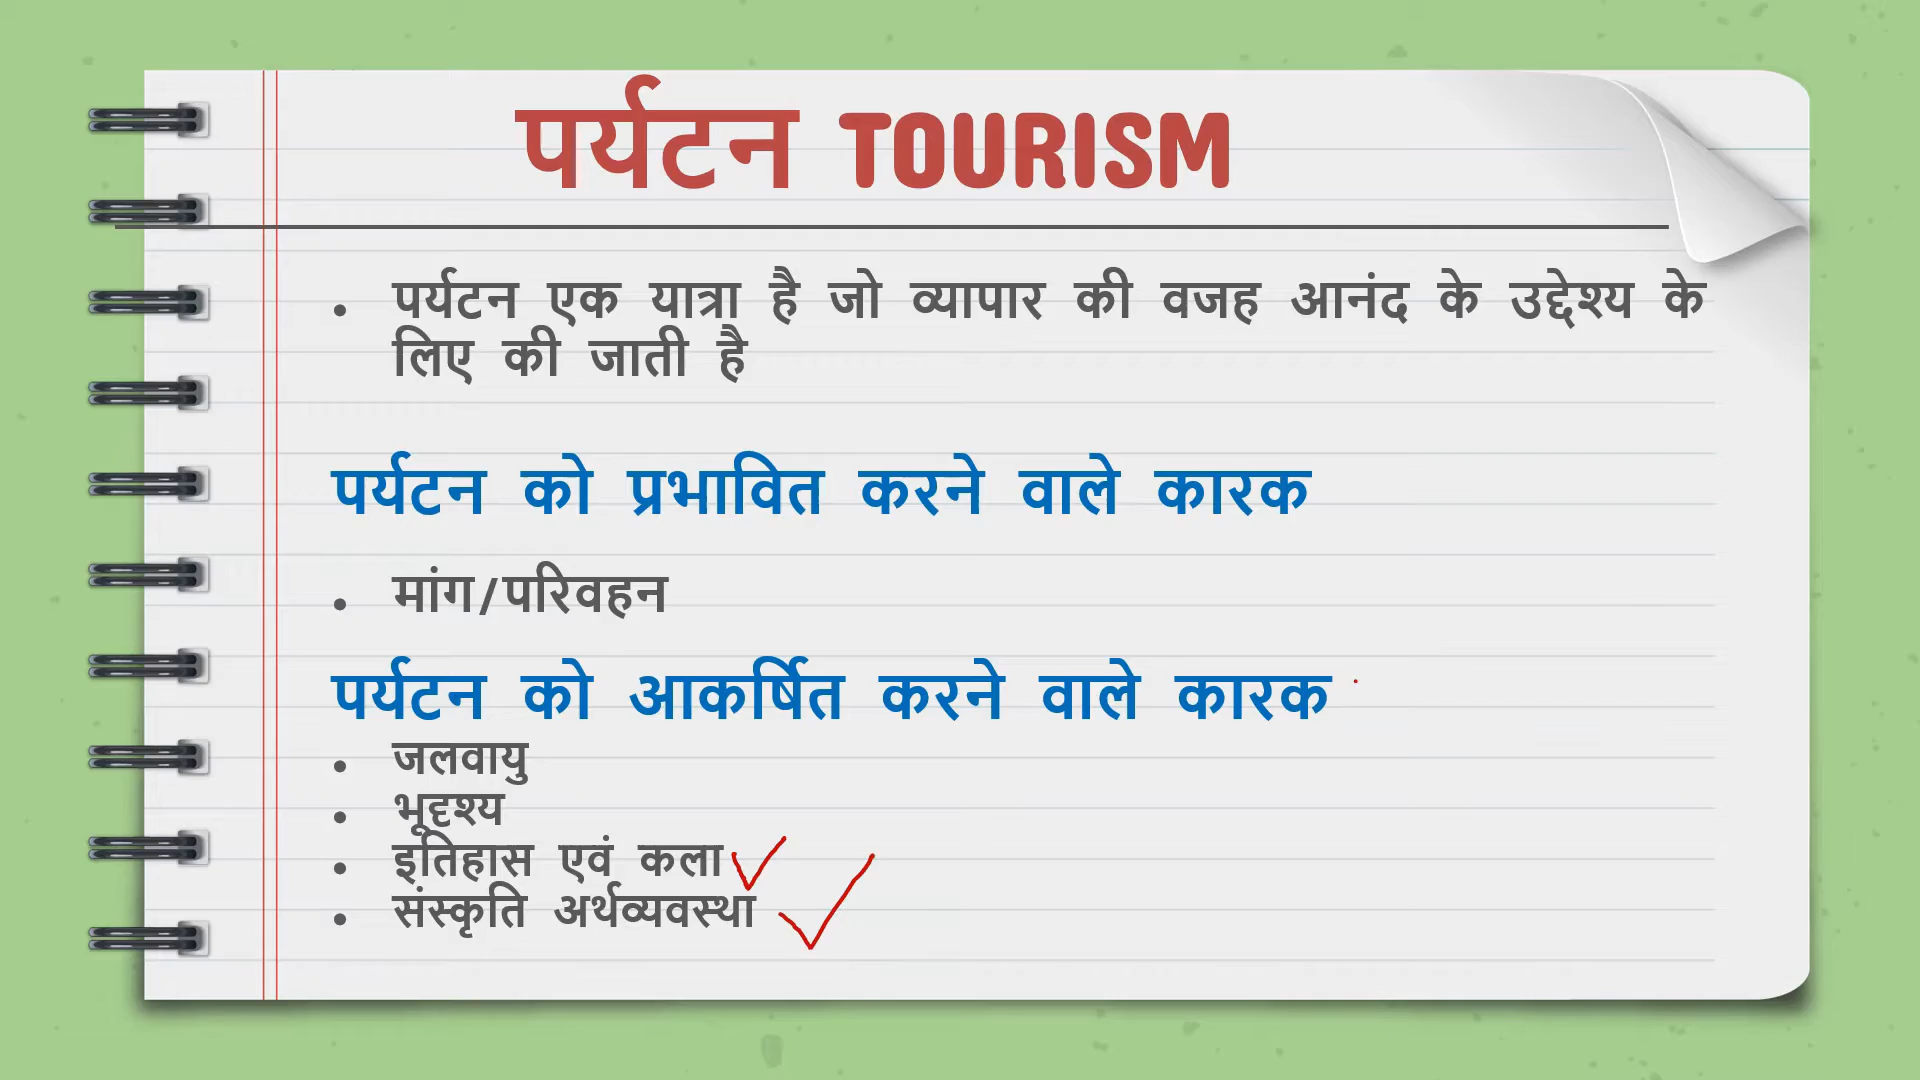 पर्यटन TOURISM
• पर्यटन एक यात्रा है जो व्यापार की वजह आनंद के उद्देश्य के
लिए की जाती है
पर्यटन को प्रभावित करने वाले कारक
• मांग/परिवहन
पर्यटन को आकर्षित करने वाले कारक
• जलवायु
• भूदृश्य
• इतिहास एवं कला
• संस्कृति अर्थव्यवस्था